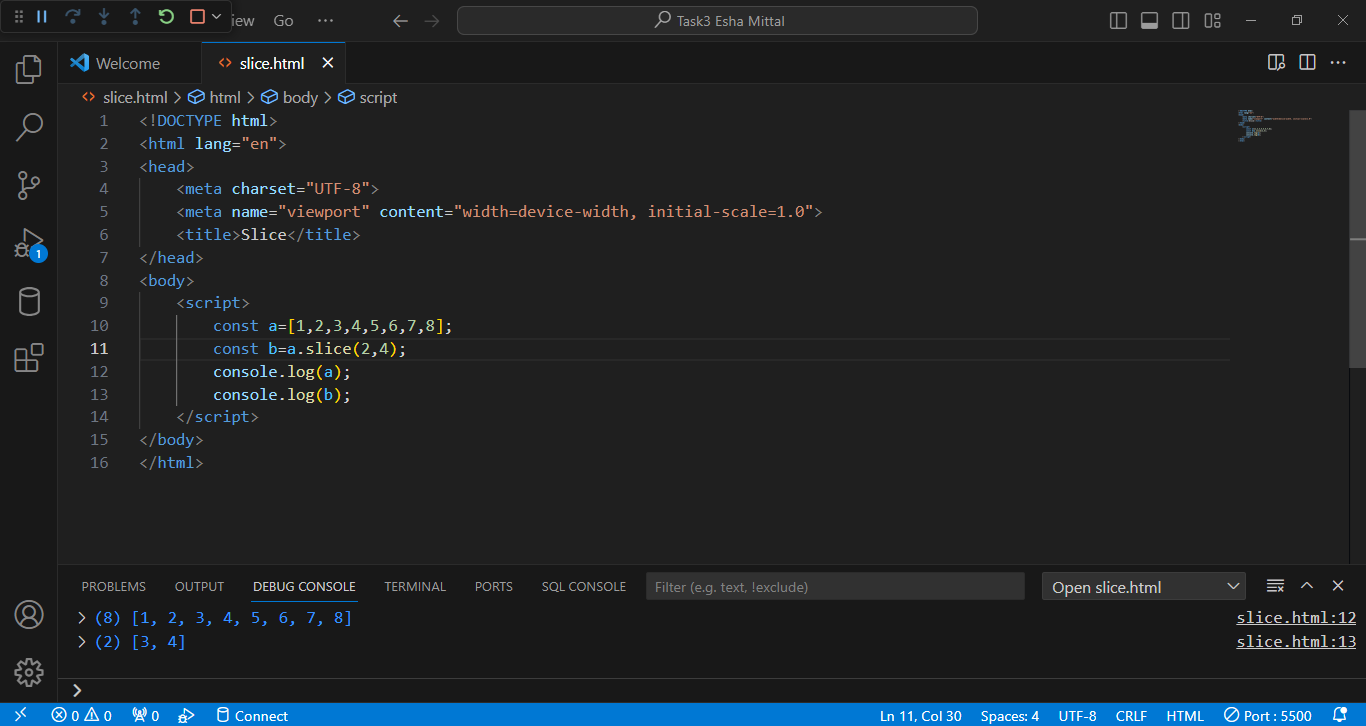 iew Go ···
Task3 Esha Mittal
Welcome slice.html
slice.html > html > body > script
1 <!DOCTYPE html>
2 <html lang="en">
3 <head>
4 <meta charset="UTF-8">
5 <meta name="viewport" content="width=device-width, initial-scale=1.0">
6 <title>Slice</title>
7 </head>
8 <body>
9 <script>
10 const a=[1,2,3,4,5,6,7,8];
11 const b=a.slice(2,4);
12 console.log(a);
13 console.log(b);
14 </script>
15 </body>
16 </html>
1
PROBLEMS OUTPUT DEBUG CONSOLE TERMINAL PORTS SQL CONSOLE Filter (e.g. text, !exclude) Open slice.html
> (8) [1, 2, 3, 4, 5, 6, 7, 8] slice.html:12
> (2) [3, 4] slice.html:13
>
0 0 0 Connect Ln 11, Col 30 Spaces: 4 UTF-8 CRLF HTML Port : 5500